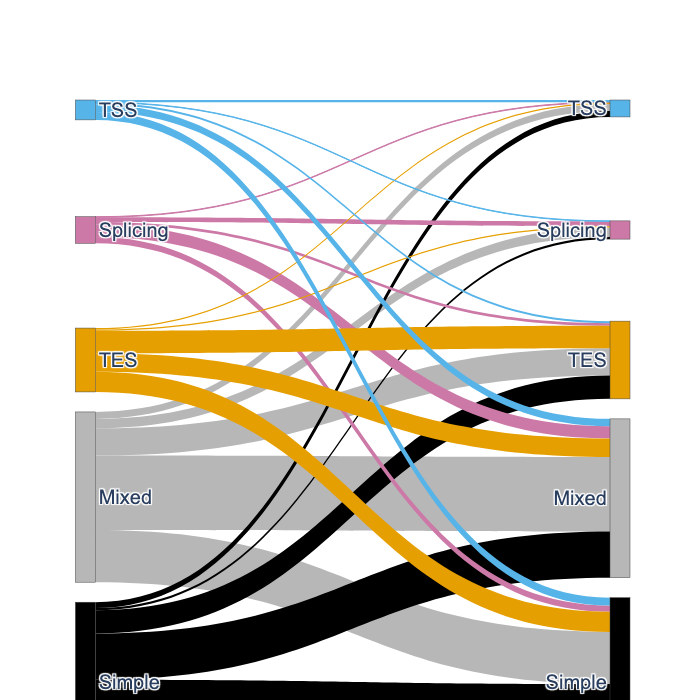 TSS
TSS
Splicing
Splicing
TES
TES
Mixed
Mixed
Simple
Simple